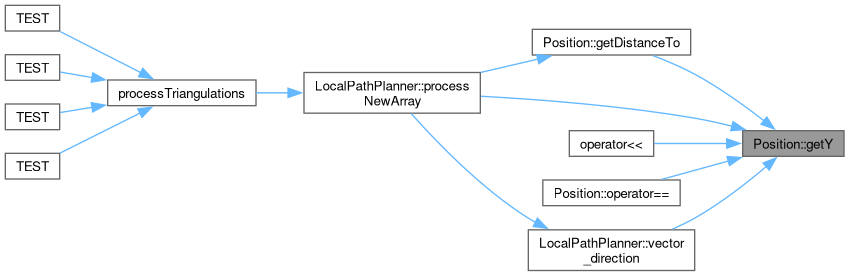 TEST
TEST
TEST
TEST
processTriangulations
LocalPathPlanner::process
NewArray
Position::getDistanceTo
operator<<
Position::operator==
LocalPathPlanner::vector
_direction
Position::getY